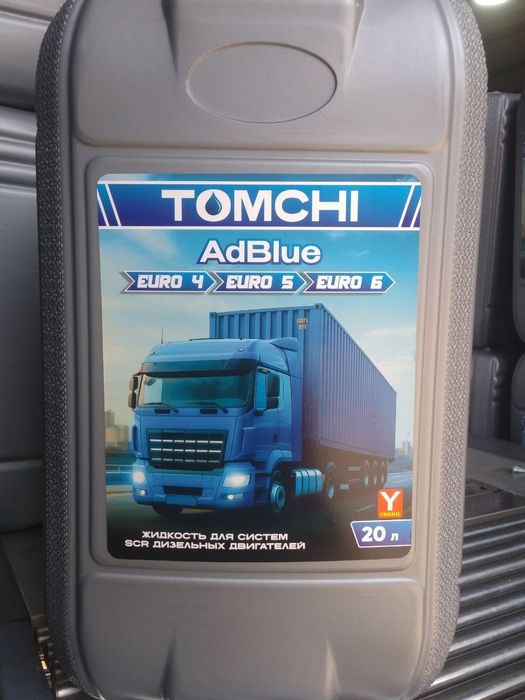 TOMCHI
AdBlue
EURO 4 EURO 5 EURO 6
ЖИДКОСТЬ ДЛЯ СИСТЕМ
SCR ДИЗЕЛЬНЫХ ДВИГАТЕЛЕЙ
Y
20 л